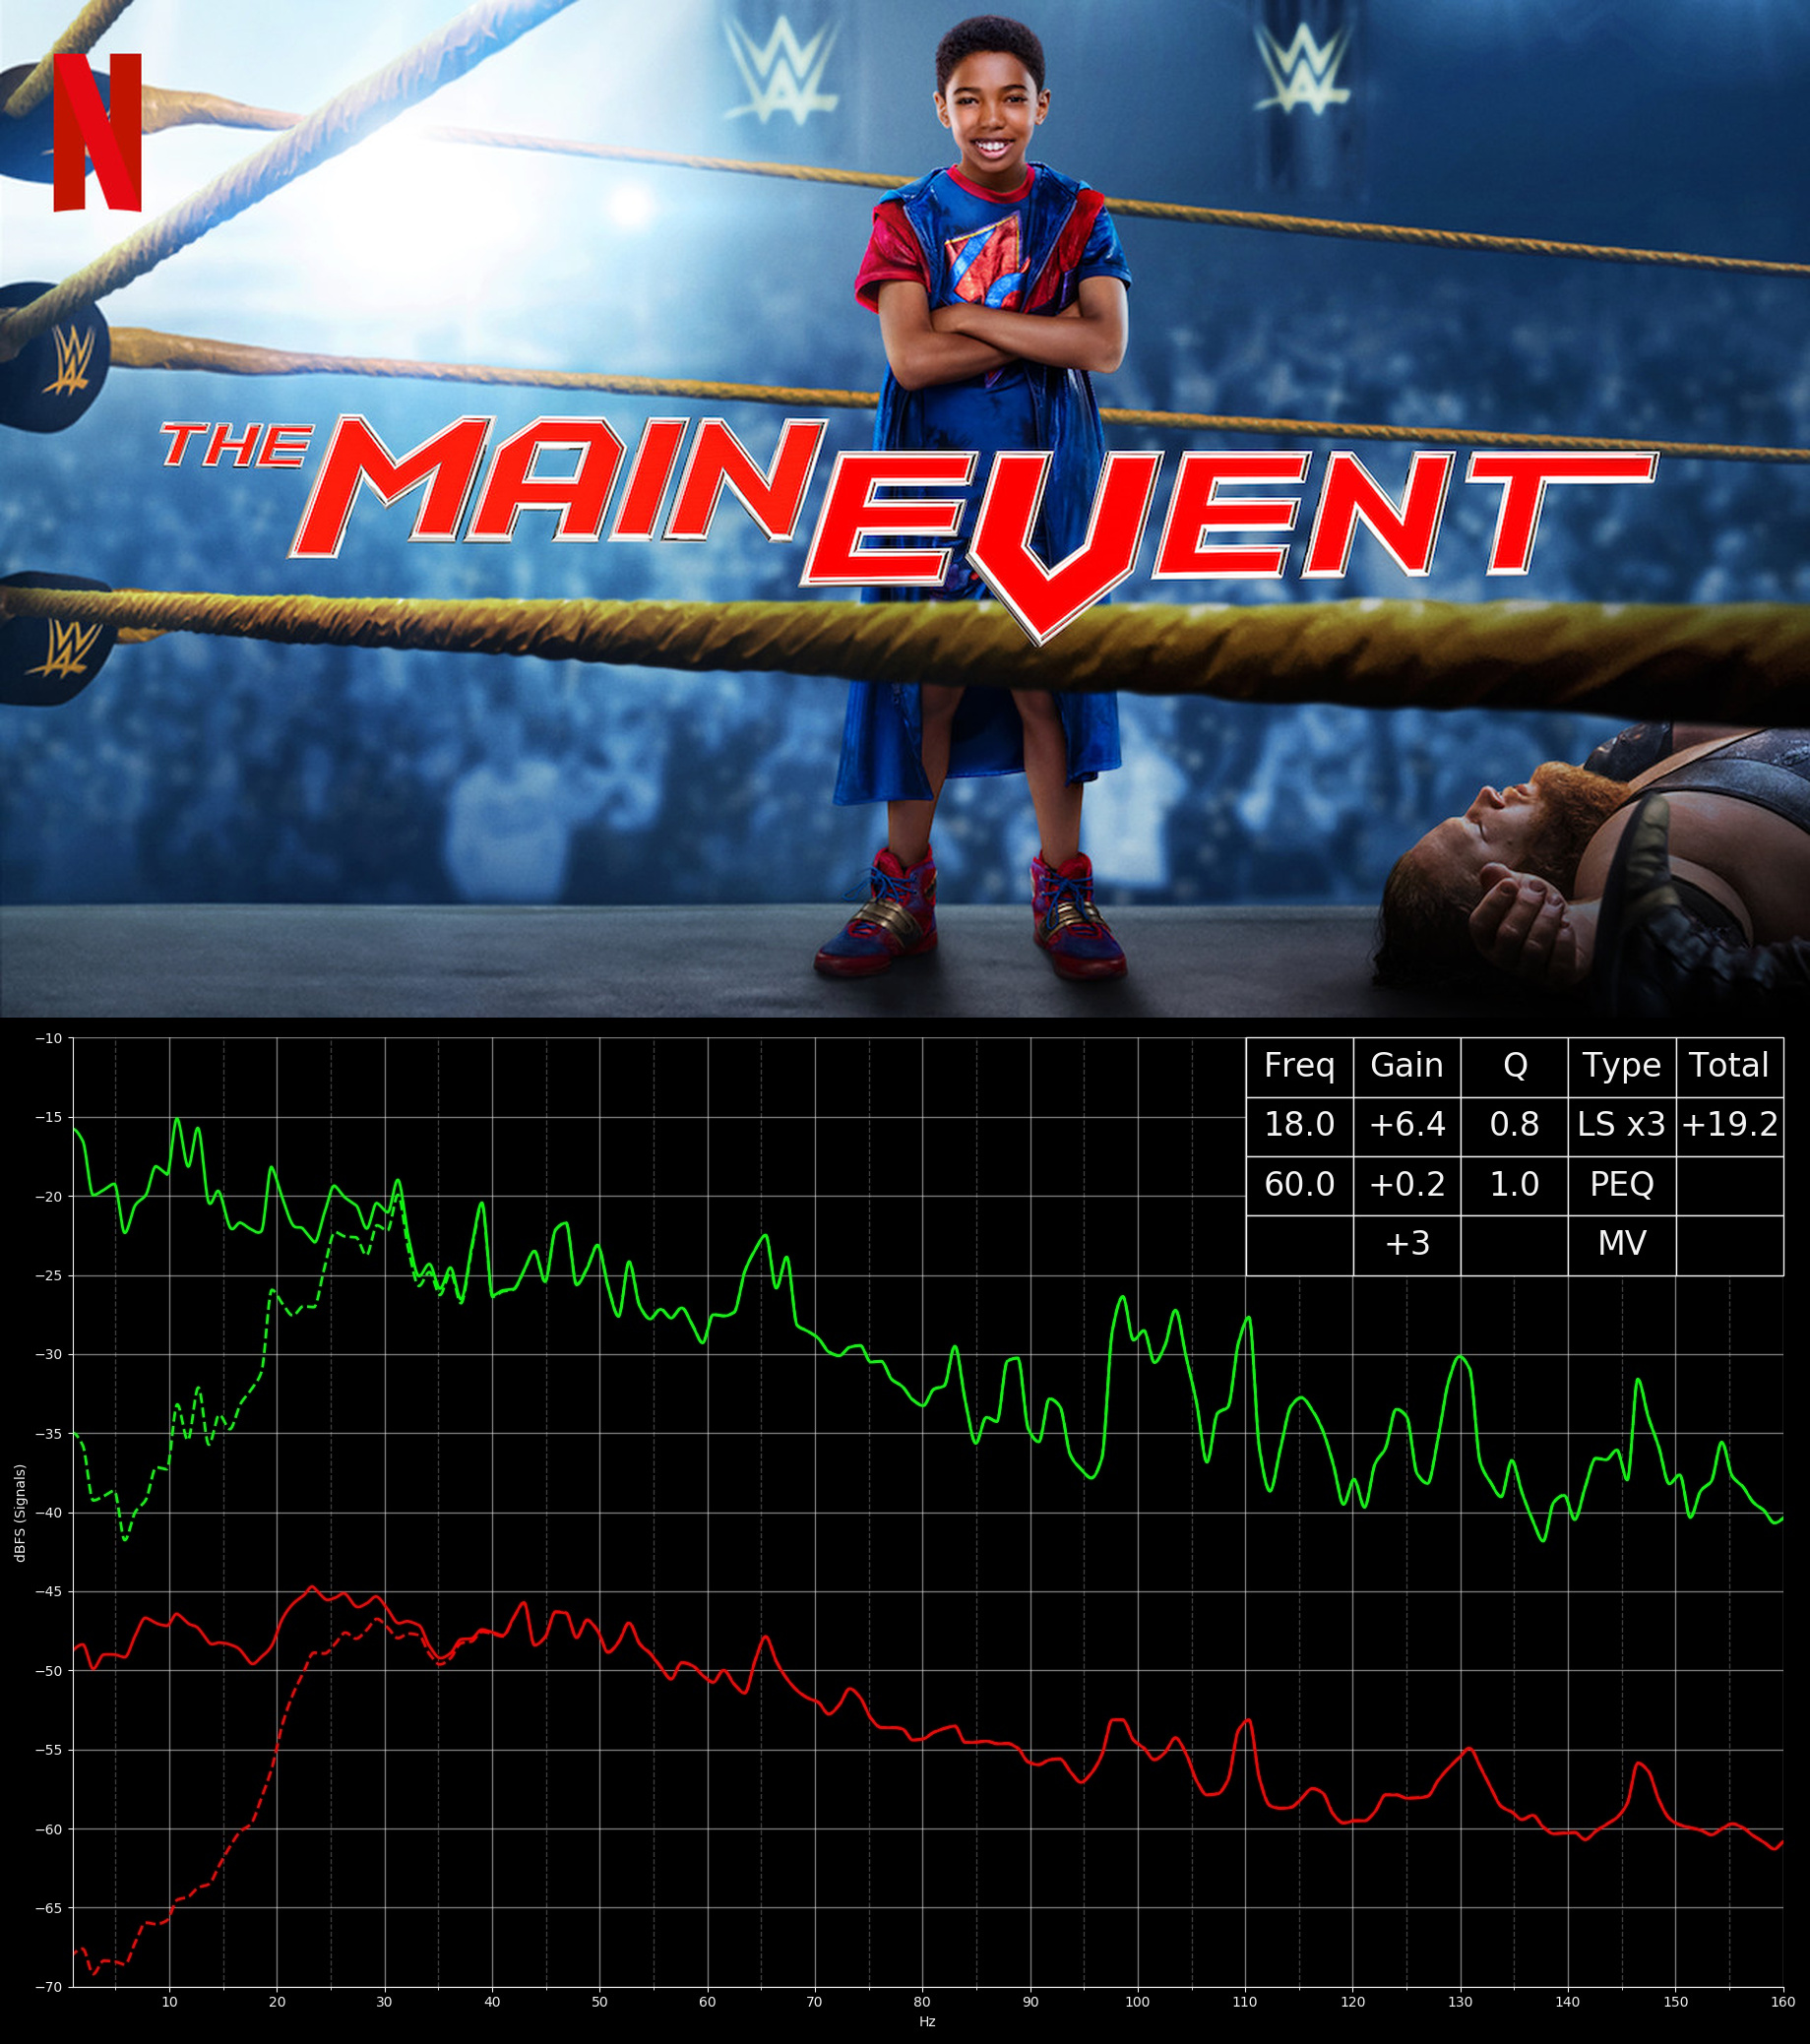 N
W
W
W
W
THE MAIN EVENT
Freq Gain Q Type Total
18.0 +6.4 0.8 LS x3 +19.2
60.0 +0.2 1.0 PEQ
+3 MV
−10
−15
−20
−25
−30
−35
−40
−45
−50
−55
−60
−65
−70
dBFS (Signals)
10 20 30 40 50 60 70 80 90 100 110 120 130 140 150 160
Hz